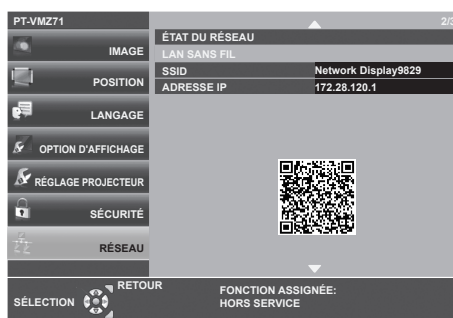 PT-VMZ71
2/3
IMAGE
POSITION
LANGAGE
OPTION D'AFFICHAGE
RÉGLAGE PROJECTEUR
SÉCURITÉ
RÉSEAU
ÉTAT DU RÉSEAU
LAN SANS FIL
SSID Network Display9829
ADRESSE IP 172.28.120.1
SÉLECTION
RETOUR
FONCTION ASSIGNÉE:
HORS SERVICE